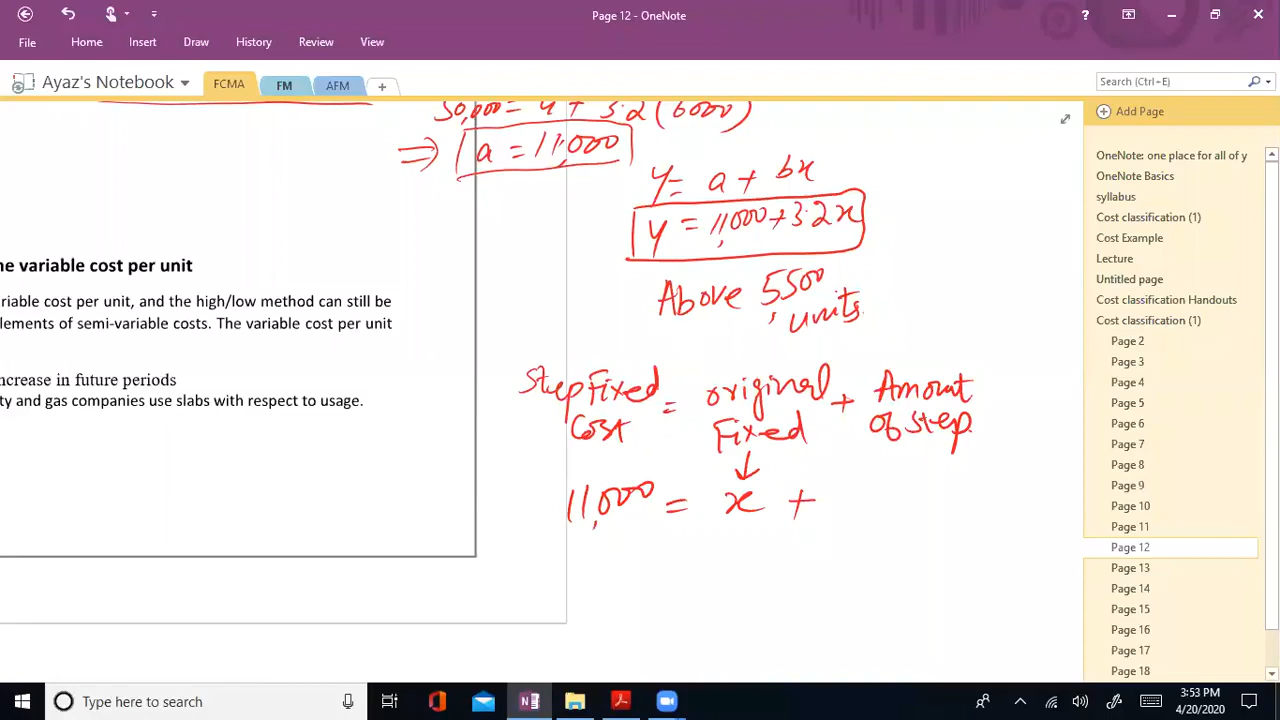 Page 12 - OneNote
?
File Home Insert Draw History Review View
Ayaz's Notebook FCMA FM AFM +
Search (Ctrl+E)
Add Page
OneNote: one place for all of y
OneNote Basics
syllabus
Cost classification (1)
Cost Example
Lecture
Untitled page
Cost classification Handouts
Cost classification (1)
Page 2
Page 3
Page 4
Page 5
Page 6
Page 7
Page 8
Page 9
Page 10
Page 11
Page 12
Page 13
Page 14
Page 15
Page 16
Page 17
Page 18
= a + 3.2 (6000)
⇒ a = 11,000
y = a + bx
y = 11,000 + 3.2x
Above 5,500
units
he variable cost per unit
riable cost per unit, and the high/low method can still be
lements of semi-variable costs. The variable cost per unit
ncrease in future periods
ty and gas companies use slabs with respect to usage.
Step Fixed = original + Amount
Cost Fixed of step
↓
11,000 = x +
Type here to search
3:53 PM
4/20/2020